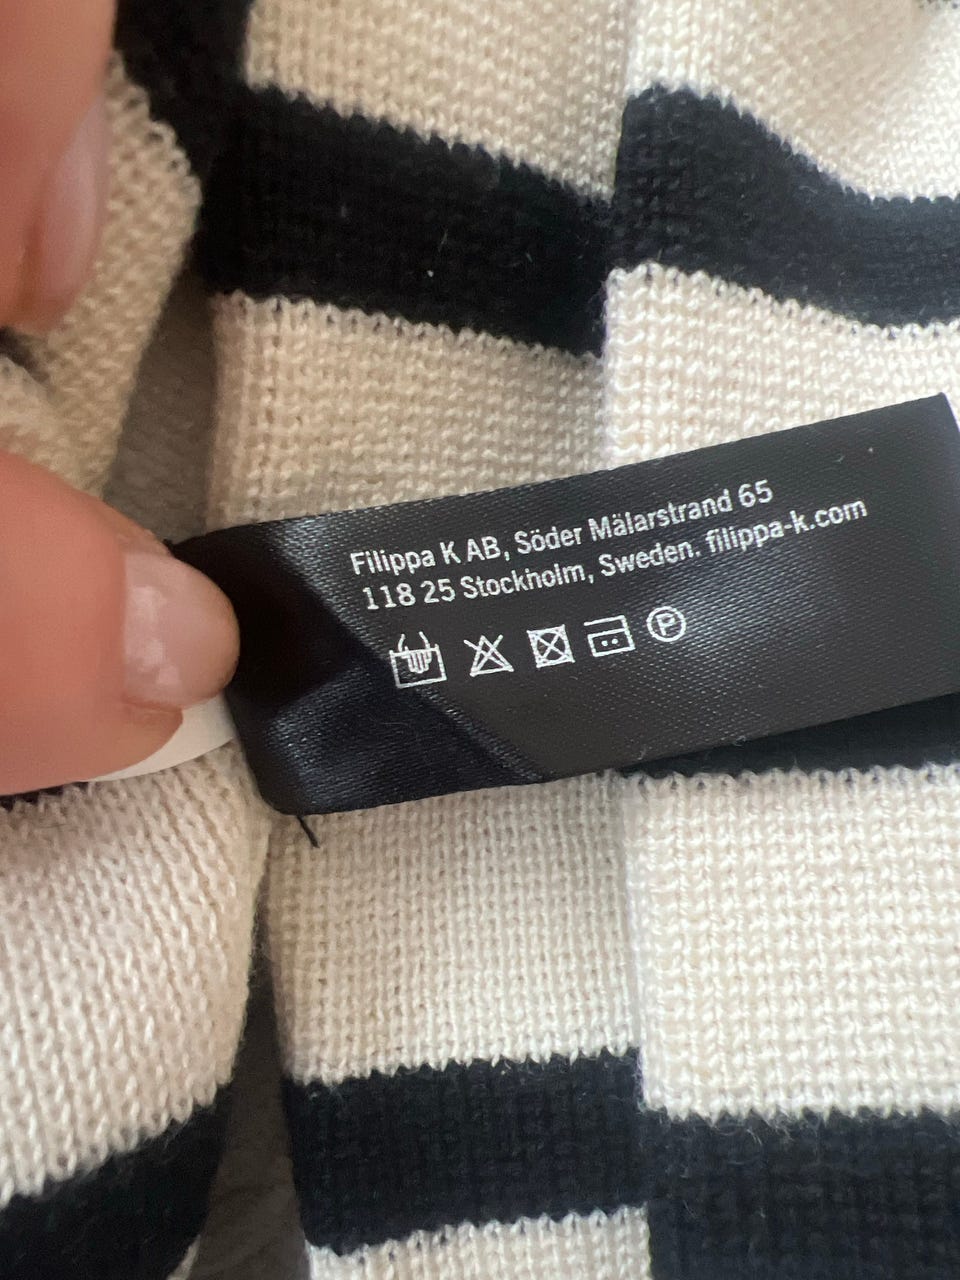 Filippa K AB, Söder Mälarstrand 65
118 25 Stockholm, Sweden. filippa-k.com
P